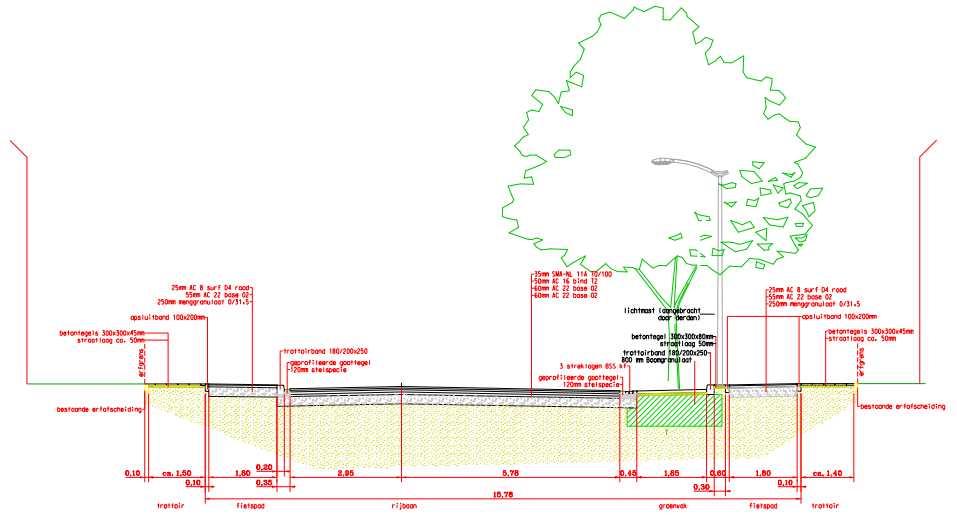 35mm SMA-NL 11A 70/100
50mm AC 16 bind T2
60mm AC 22 base O2
60mm AC 22 base O2
25mm AC 8 surf D4 rood
55mm AC 22 base O2
250mm menggranulaat 0/31.5
opsluitband 100x200mm
betontegels 300x300x45mm
straatlaag ca. 50mm
erfgrens
bestaande erfafscheiding
trottoirband 180/200x250
geprofileerde goottegel
120mm stelspecie
lichtmast (aangebracht
door derden)
betontegel 300x300x80mm
straatlaag 50mm
trottoirband 180/200x250
800 mm Boomgranulaat
3 streklagen BSS kf
geprofileerde goottegel
120mm stelspecie
25mm AC 8 surf D4 rood
55mm AC 22 base O2
250mm menggranulaat 0/31.5
opsluitband 100x200mm
betontegels 300x300x45mm
straatlaag ca. 50mm
erfgrens
bestaande erfafscheiding
0,10 ca. 1,50 1,80 0,20 2,95 5,78 0,45 1,85 0,60 1,80 ca. 1,40
0,10 0,35 0,30 0,10
15,78
trottoir fietspad rijbaan groenvak fietspad trottoir